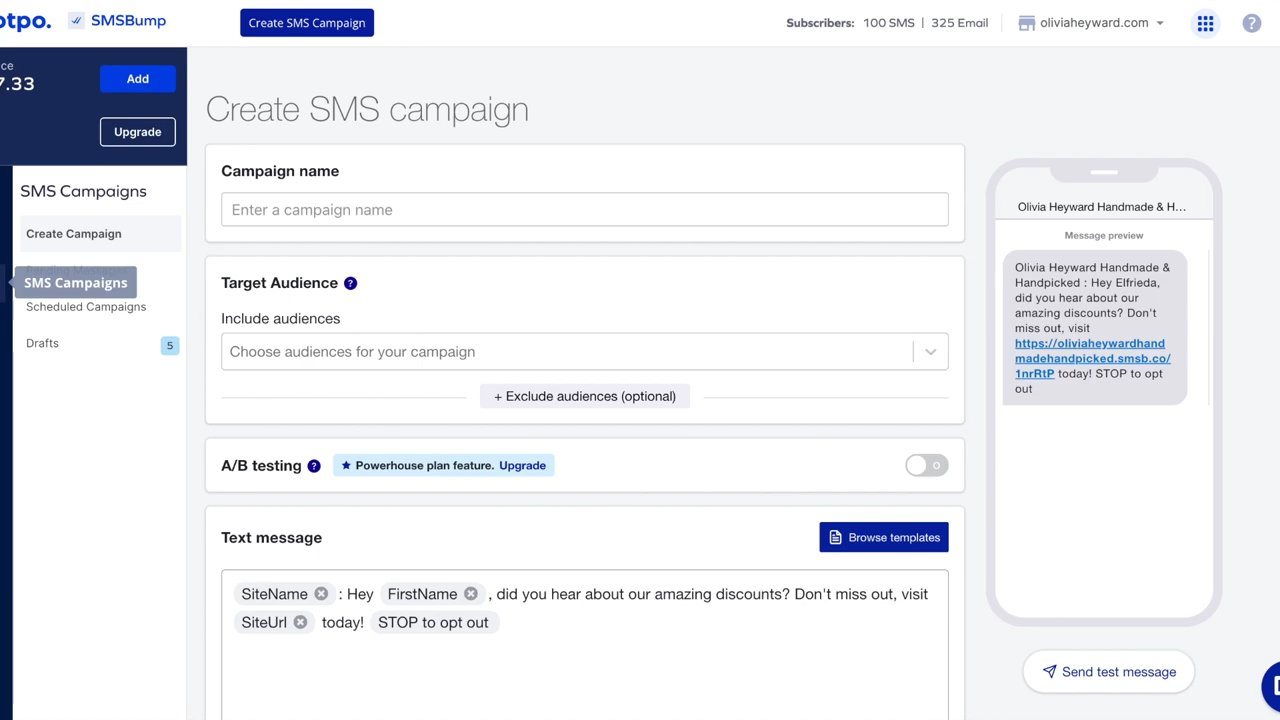 otpo.
SMSBump
Create SMS Campaign
Subscribers: 100 SMS | 325 Email
oliviaheyward.com
?
ce
7.33
Add
Upgrade
SMS Campaigns
Create Campaign
SMS Campaigns
Scheduled Campaigns
Drafts
5
Create SMS campaign
Campaign name
Enter a campaign name
Target Audience ?
Include audiences
Choose audiences for your campaign
+ Exclude audiences (optional)
A/B testing ? Powerhouse plan feature. Upgrade
Text message
Browse templates
SiteName : Hey FirstName , did you hear about our amazing discounts? Don't miss out, visit
SiteUrl today! STOP to opt out
Olivia Heyward Handmade & H...
Message preview
Olivia Heyward Handmade &
Handpicked : Hey Elfrieda,
did you hear about our
amazing discounts? Don't
miss out, visit
https://oliviaheywardhand
madehandpicked.smsb.co/
1nrRtP today! STOP to opt
out
Send test message